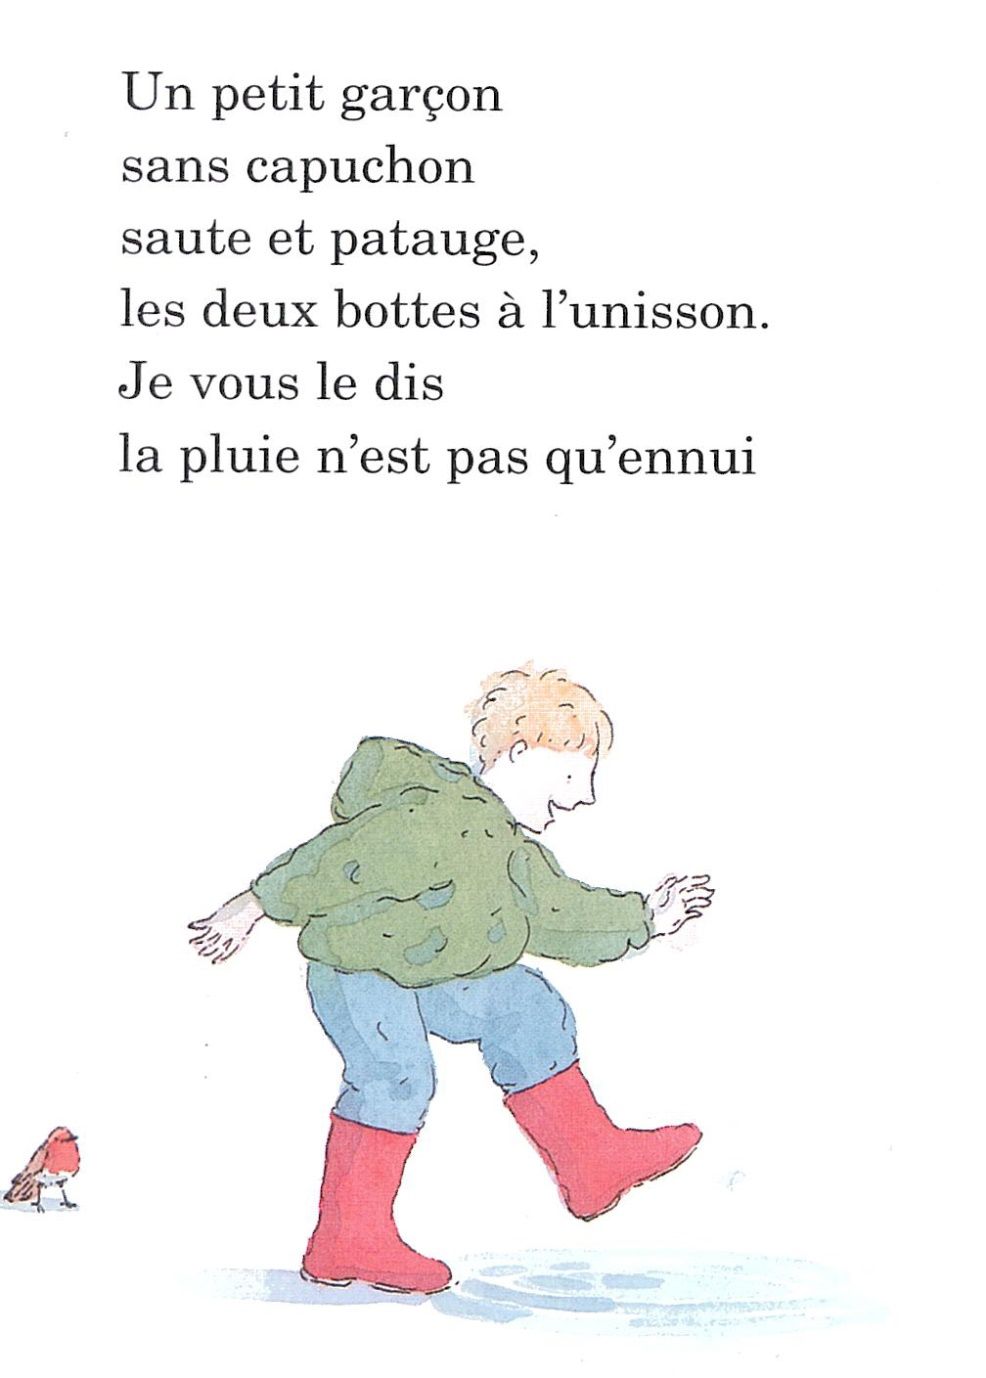 Un petit garçon
sans capuchon
saute et patauge,
les deux bottes à l'unisson.
Je vous le dis
la pluie n'est pas qu'ennui